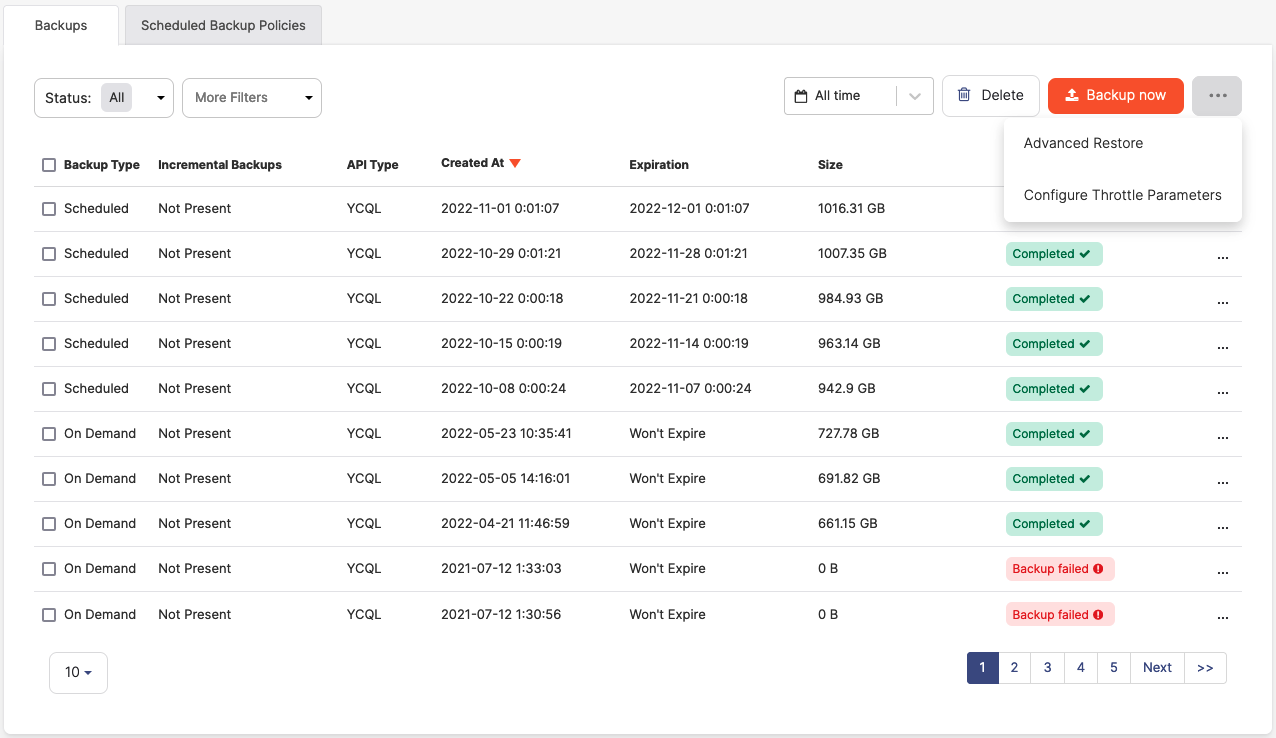 Backups Scheduled Backup Policies
Status: All More Filters All time Delete Backup now ...
Advanced Restore
Configure Throttle Parameters
Backup Type Incremental Backups API Type Created At Expiration Size
Scheduled Not Present YCQL 2022-11-01 0:01:07 2022-12-01 0:01:07 1016.31 GB
Scheduled Not Present YCQL 2022-10-29 0:01:21 2022-11-28 0:01:21 1007.35 GB Completed ...
Scheduled Not Present YCQL 2022-10-22 0:00:18 2022-11-21 0:00:18 984.93 GB Completed ...
Scheduled Not Present YCQL 2022-10-15 0:00:19 2022-11-14 0:00:19 963.14 GB Completed ...
Scheduled Not Present YCQL 2022-10-08 0:00:24 2022-11-07 0:00:24 942.9 GB Completed ...
On Demand Not Present YCQL 2022-05-23 10:35:41 Won't Expire 727.78 GB Completed ...
On Demand Not Present YCQL 2022-05-05 14:16:01 Won't Expire 691.82 GB Completed ...
On Demand Not Present YCQL 2022-04-21 11:46:59 Won't Expire 661.15 GB Completed ...
On Demand Not Present YCQL 2021-07-12 1:33:03 Won't Expire 0 B Backup failed ...
On Demand Not Present YCQL 2021-07-12 1:30:56 Won't Expire 0 B Backup failed ...
10 1 2 3 4 5 Next >>